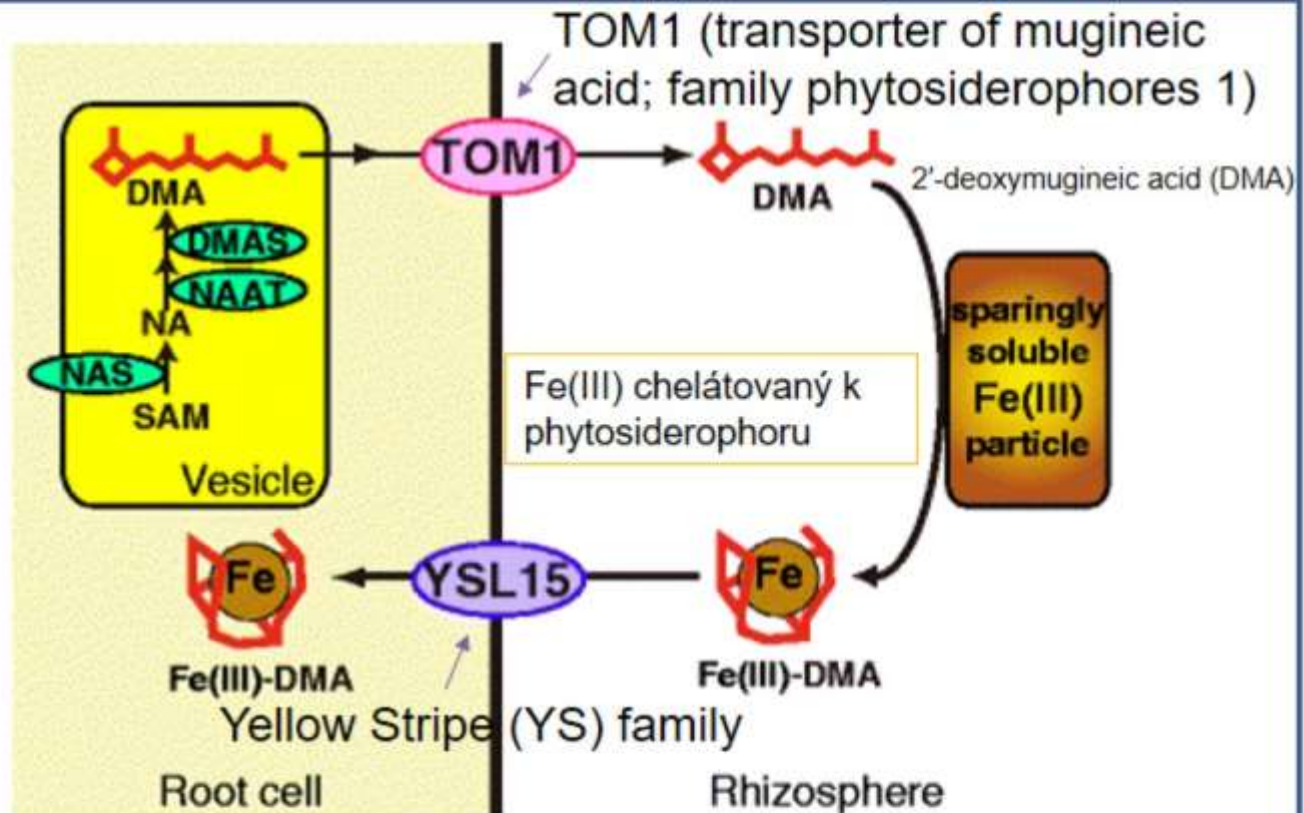 TOM1 (transporter of mugineic
acid; family phytosiderophores 1)
TOM1
DMA
DMA
2'-deoxymugineic acid (DMA)
DMAS
NAAT
NA
NAS
SAM
Vesicle
sparingly
soluble
Fe(III)
particle
Fe(III) chelátovaný k
phytosiderophoru
Fe
YSL15
Fe
Fe(III)-DMA
Fe(III)-DMA
Yellow Stripe (YS) family
Root cell
Rhizosphere